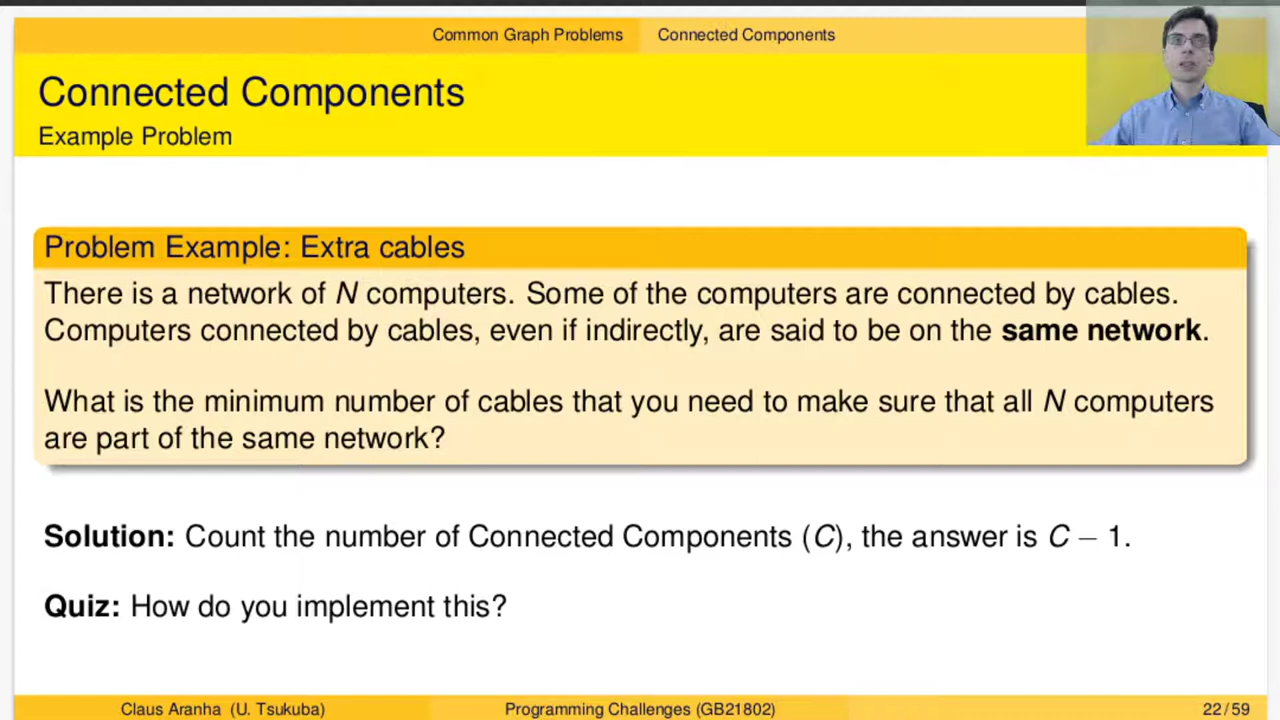 Common Graph Problems Connected Components
Connected Components
Example Problem
Problem Example: Extra cables
There is a network of N computers. Some of the computers are connected by cables.
Computers connected by cables, even if indirectly, are said to be on the same network.
What is the minimum number of cables that you need to make sure that all N computers
are part of the same network?
Solution: Count the number of Connected Components (C), the answer is C − 1.
Quiz: How do you implement this?
Claus Aranha (U. Tsukuba) Programming Challenges (GB21802) 22/59